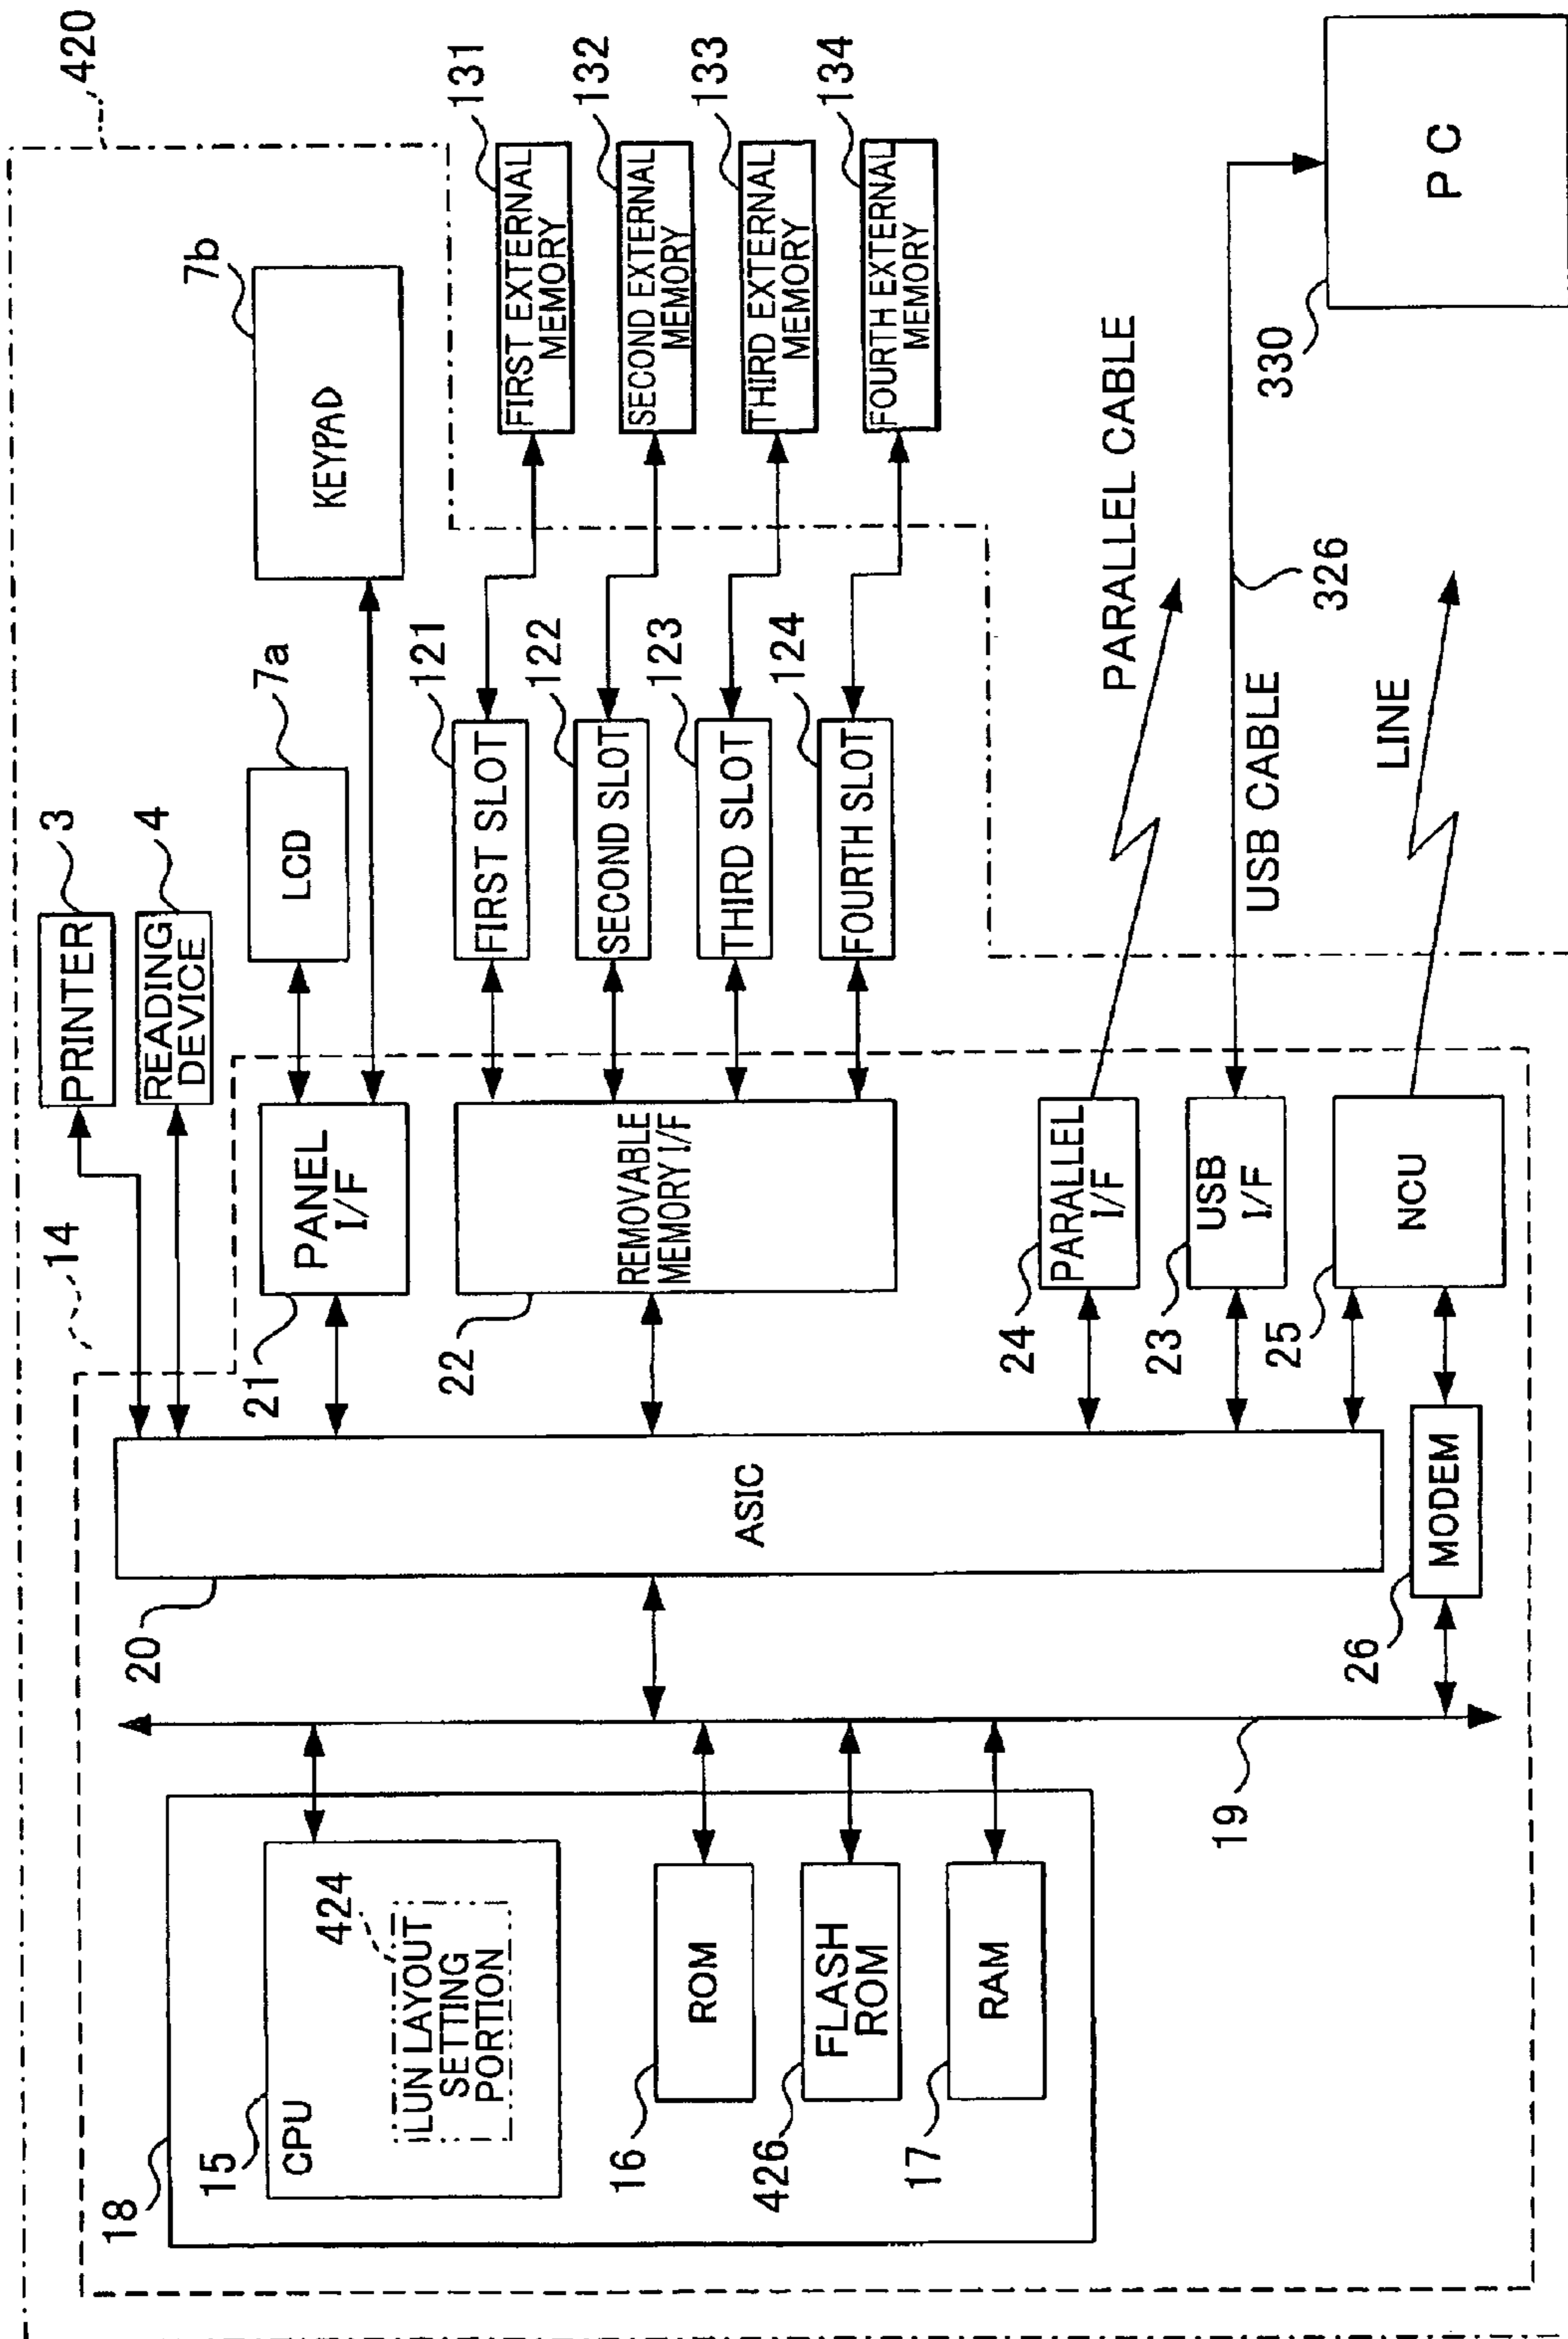 420
PRINTER
3
READING
DEVICE
4
14
LCD
7a
KEYPAD
7b
PANEL
I/F
21
FIRST SLOT
121
FIRST EXTERNAL
MEMORY
131
SECOND SLOT
122
SECOND EXTERNAL
MEMORY
132
THIRD SLOT
123
THIRD EXTERNAL
MEMORY
133
FOURTH SLOT
124
FOURTH EXTERNAL
MEMORY
134
REMOVABLE
MEMORY I/F
22
18
15
CPU
LUN LAYOUT
SETTING
PORTION
424
20
ASIC
16
ROM
426
FLASH
ROM
17
RAM
19
24
PARALLEL
I/F
PARALLEL CABLE
23
USB
I/F
USB CABLE
326
330
PC
25
NCU
LINE
26
MODEM